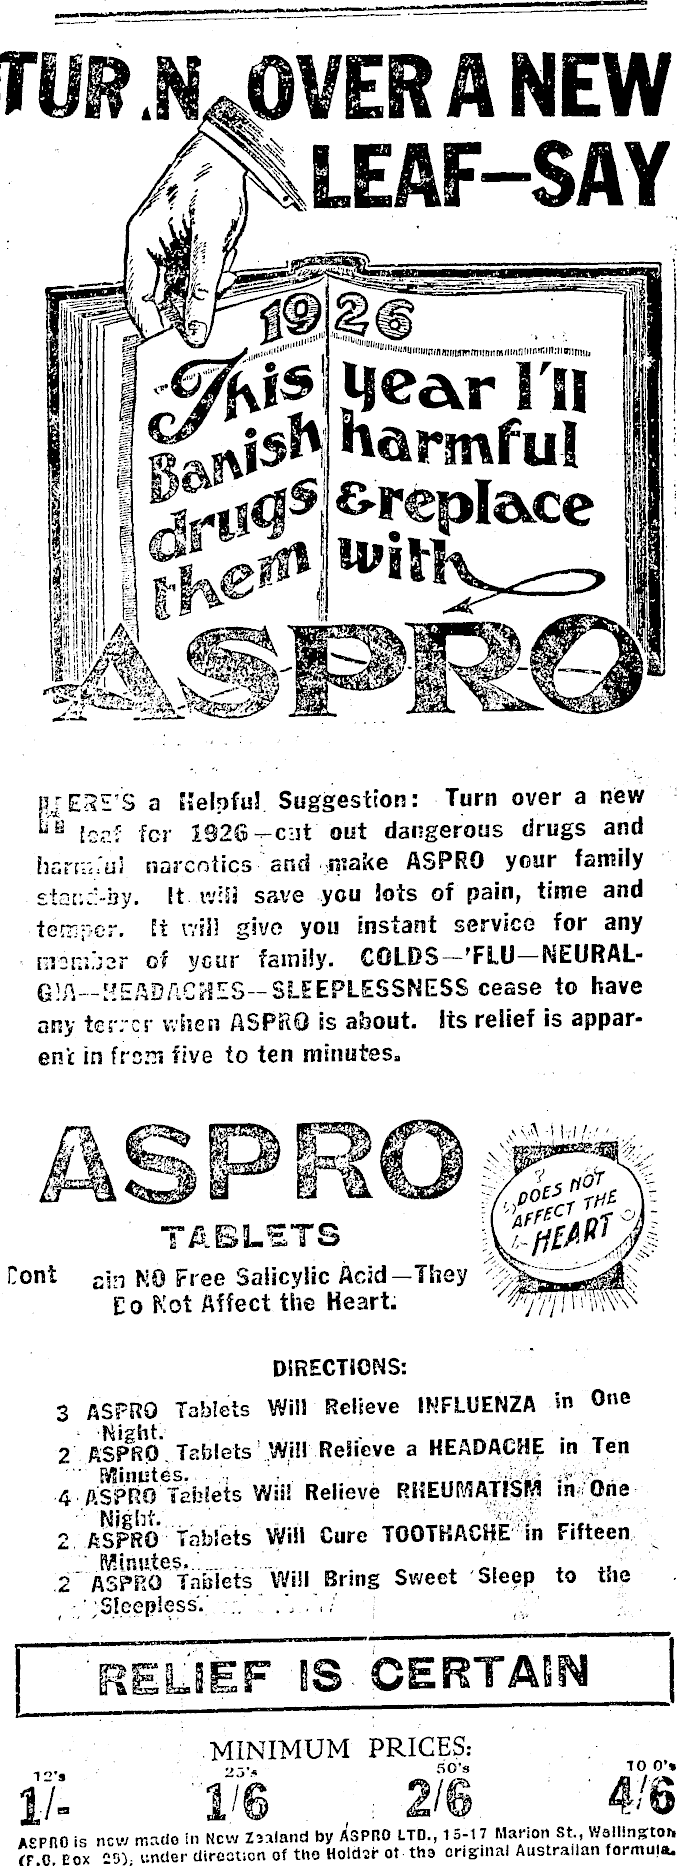 TURN OVER A NEW
LEAF—SAY
1926
This year I'll
Banish harmful
drugs & replace
them with
ASPRO
HERE'S a Helpful Suggestion: Turn over a new
leaf for 1926—cut out dangerous drugs and
harmful narcotics and make ASPRO your family
stand-by. It will save you lots of pain, time and
temper. It will give you instant service for any
member of your family. COLDS—'FLU—NEURAL-
GIA—HEADACHES—SLEEPLESSNESS cease to have
any terror when ASPRO is about. Its relief is appar-
ent in from five to ten minutes.
ASPRO
TABLETS
Contain NO Free Salicylic Acid—They
Do Not Affect the Heart.
DOES NOT
AFFECT THE
HEART
DIRECTIONS:
3 ASPRO Tablets Will Relieve INFLUENZA in One
Night.
2 ASPRO Tablets Will Relieve a HEADACHE in Ten
Minutes.
4 ASPRO Tablets Will Relieve RHEUMATISM in One
Night.
2 ASPRO Tablets Will Cure TOOTHACHE in Fifteen
Minutes.
2 ASPRO Tablets Will Bring Sweet Sleep to the
Sleepless.
RELIEF IS CERTAIN
MINIMUM PRICES:
12's 25's 50's 100's
1/- 1/6 2/6 4/6
ASPRO is now made in New Zealand by ASPRO LTD., 15-17 Marion St., Wellington
(P.O. Box 25), under direction of the Holder of the original Australian formula.